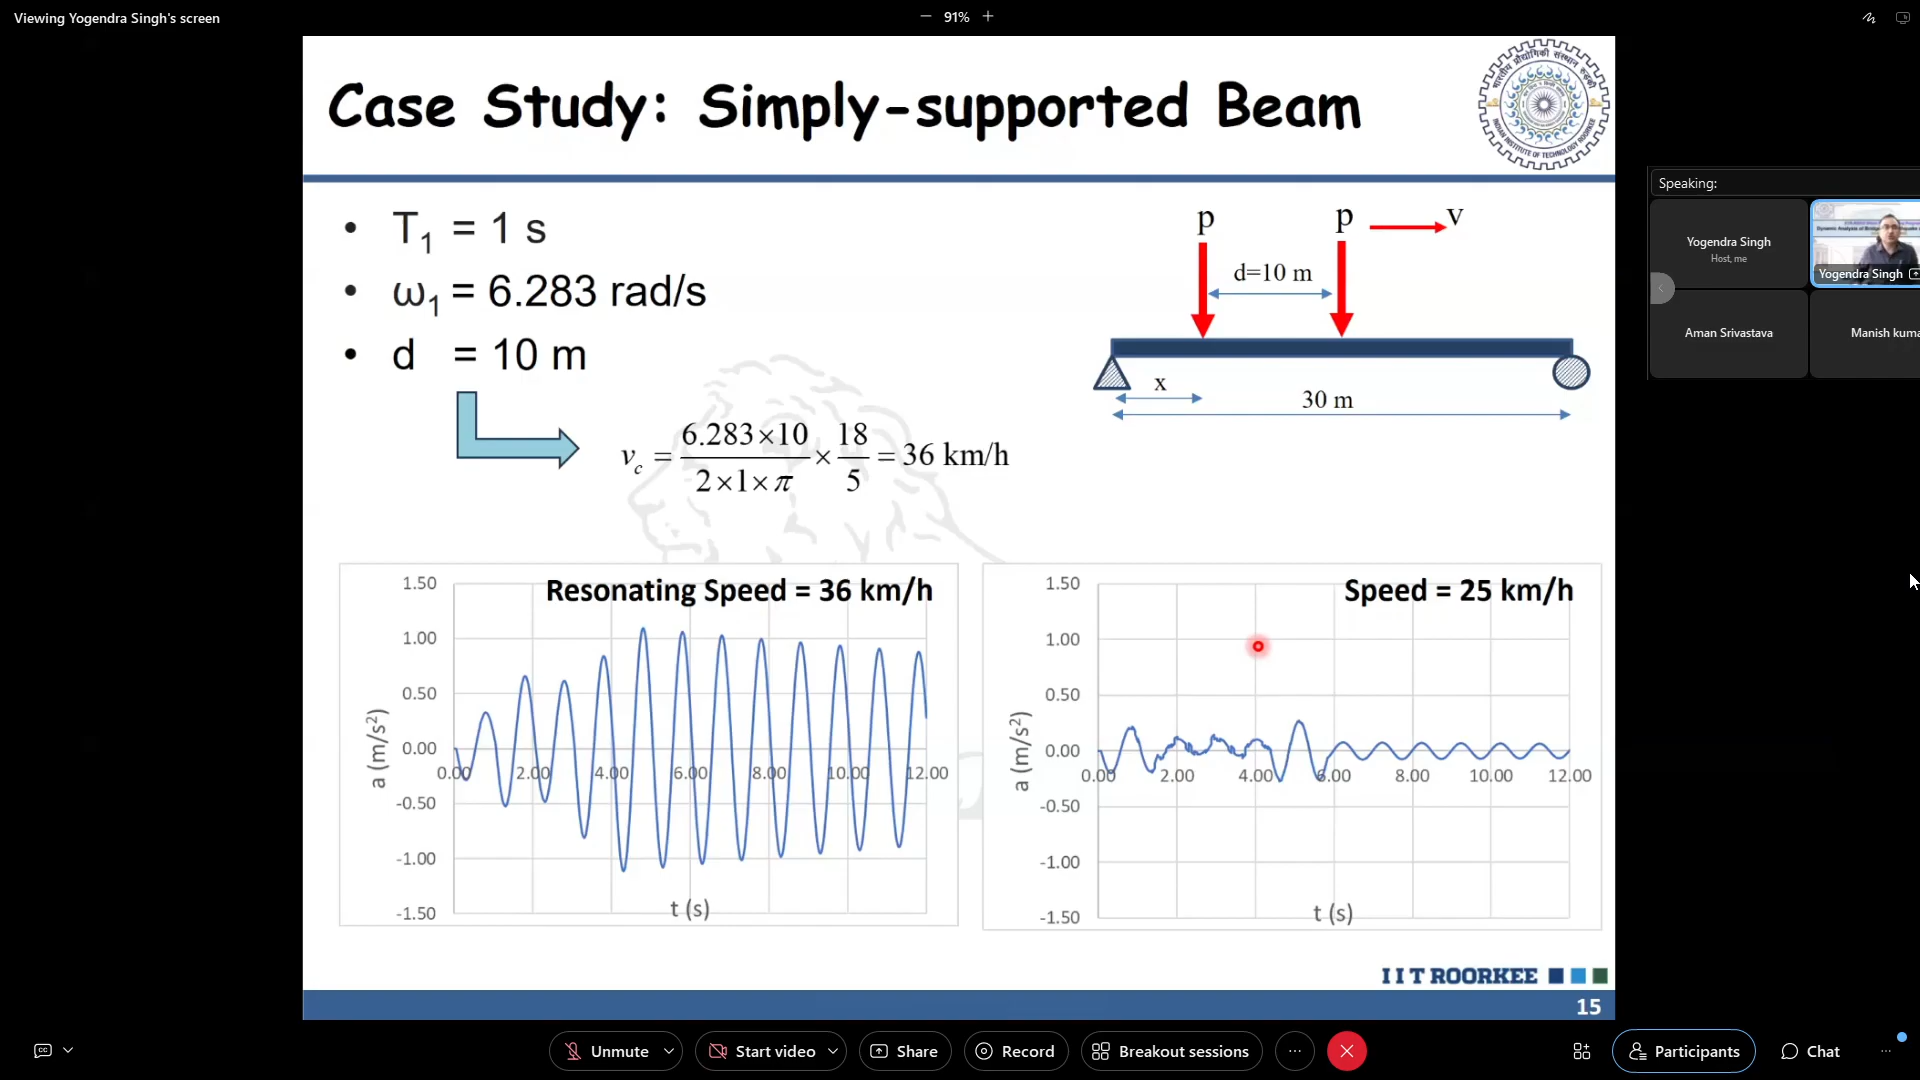 Viewing Yogendra Singh's screen
91%
Case Study: Simply-supported Beam
INDIAN INSTITUTE OF TECHNOLOGY ROORKEE
• T1 = 1 s
• ω1 = 6.283 rad/s
• d = 10 m
p p v
d=10 m
x
30 m
vc = 6.283×10 / 2×1×π × 18 / 5 = 36 km/h
Resonating Speed = 36 km/h
1.50
1.00
0.50
0.00
-0.50
-1.00
-1.50
a (m/s²)
0.00 2.00 4.00 6.00 8.00 10.00 12.00
t (s)
Speed = 25 km/h
1.50
1.00
0.50
0.00
-0.50
-1.00
-1.50
a (m/s²)
0.00 2.00 4.00 6.00 8.00 10.00 12.00
t (s)
IIT ROORKEE
15
Speaking:
Yogendra Singh
Host, me
Yogendra Singh
Aman Srivastava
Manish kuma
Unmute
Start video
Share
Record
Breakout sessions
Participants
Chat